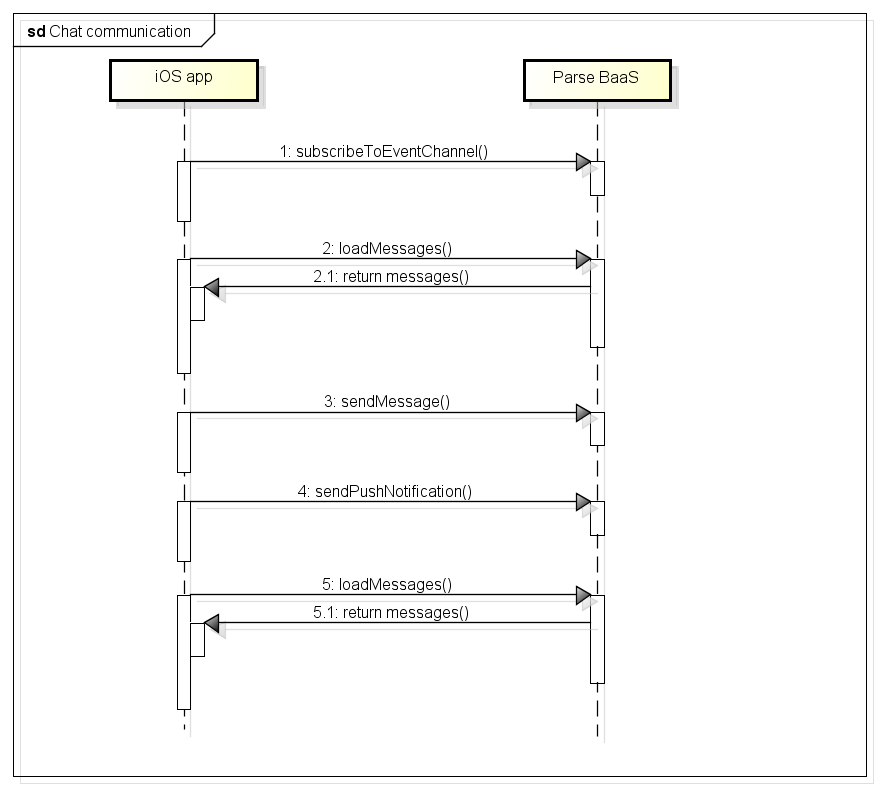 sd Chat communication
iOS app
Parse BaaS
1: subscribeToEventChannel()
2: loadMessages()
2.1: return messages()
3: sendMessage()
4: sendPushNotification()
5: loadMessages()
5.1: return messages()